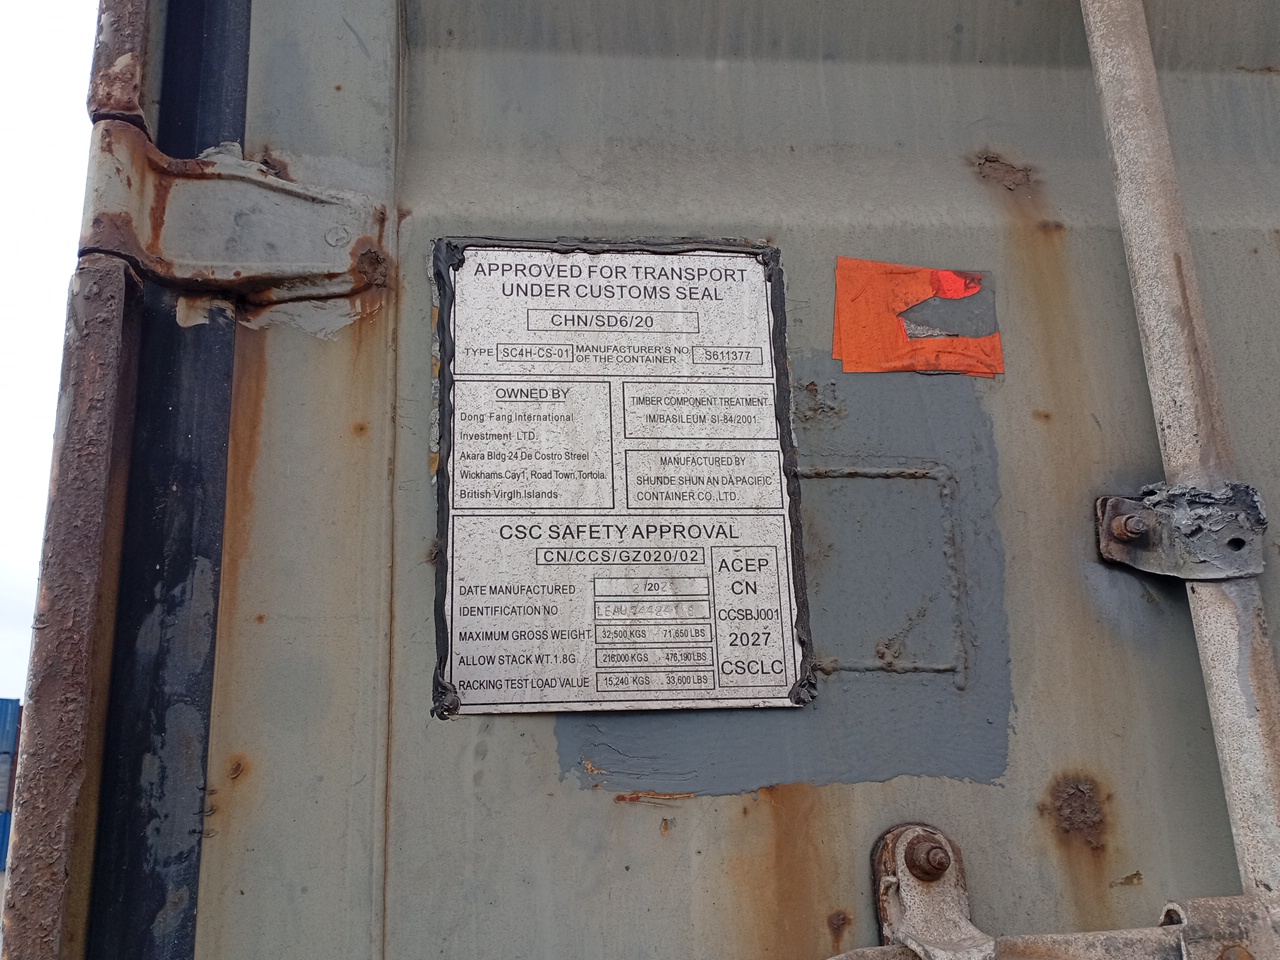 APPROVED FOR TRANSPORT
UNDER CUSTOMS SEAL
CHN/SD6/20
TYPE SC4H-CS-01 MANUFACTURER'S NO. OF THE CONTAINER S611377
OWNED BY
Dong Fang International
Investment LTD.
Akara Bldg 24 De Costro Street
Wickhams Cay1, Road Town, Tortola.
British Virglh Islands
TIMBER COMPONENT TREATMENT
IMBASILEUM SI-84/2001
MANUFACTURED BY
SHUNDE SHUN AN DA PACIFIC
CONTAINER CO., LTD.
CSC SAFETY APPROVAL
CN/CCS/GZ020/02
DATE MANUFACTURED
IDENTIFICATION NO
MAXIMUM GROSS WEIGHT 32,500 KGS 71,650 LBS
ALLOW STACK WT. 1.8G 216,000 KGS 476,190 LBS
RACKING TEST LOAD VALUE 15,240 KGS 33,600 LBS
ACEP
CN
CCSBJ001
2027
CSCLC